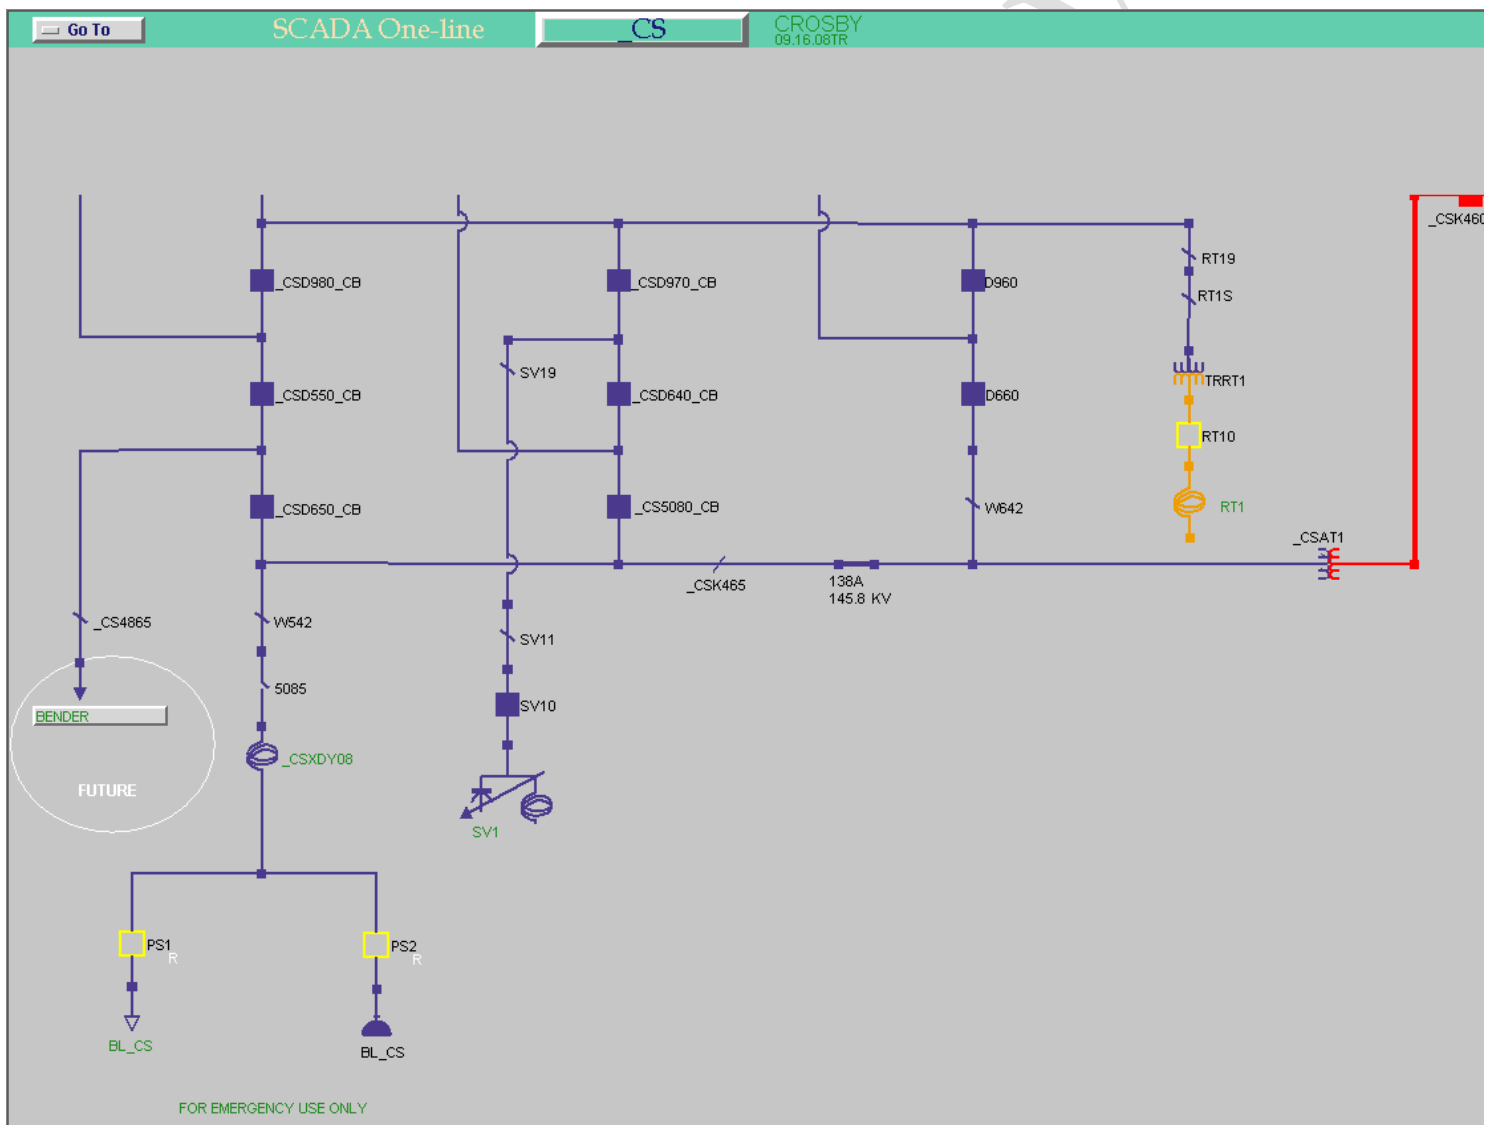 Go To
SCADA One-line
_CS
CROSBY
09.16.08TR
_CSK460
RT19
_CSD980_CB
_CSD970_CB
D960
RT1S
SV19
TRRT1
_CSD550_CB
_CSD640_CB
D660
RT10
_CSD650_CB
_CS5080_CB
W642
RT1
_CSAT1
_CSK465
138A
145.8 KV
_CS4865
W542
SV11
5085
SV10
BENDER
_CSXDY08
FUTURE
SV1
PS1
R
PS2
R
BL_CS
BL_CS
FOR EMERGENCY USE ONLY